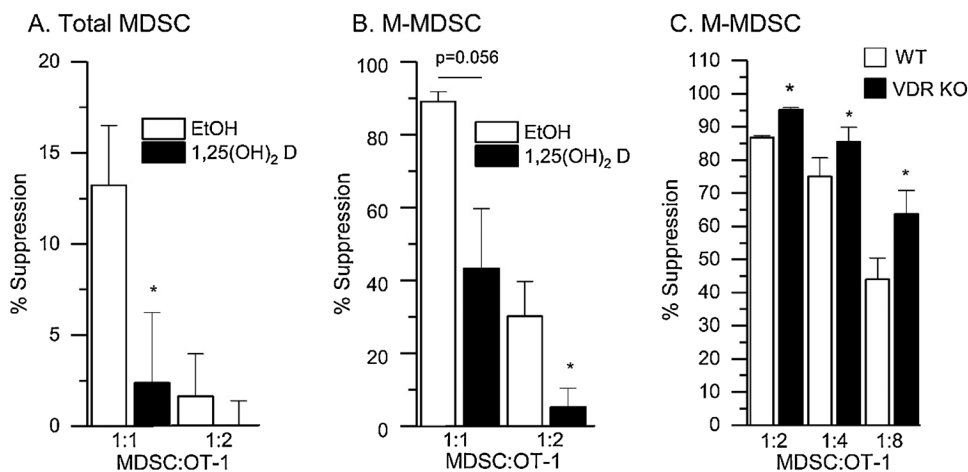 A. Total MDSC
% Suppression
20
15
10
5
0
EtOH
1,25(OH)₂ D
*
1:1 1:2
MDSC:OT-1
B. M-MDSC
p=0.056
% Suppression
100
80
60
40
20
0
EtOH
1,25(OH)₂ D
*
1:1 1:2
MDSC:OT-1
C. M-MDSC
WT
VDR KO
% Suppression
110
100
90
80
70
60
50
40
30
20
10
0
*
*
*
1:2 1:4 1:8
MDSC:OT-1